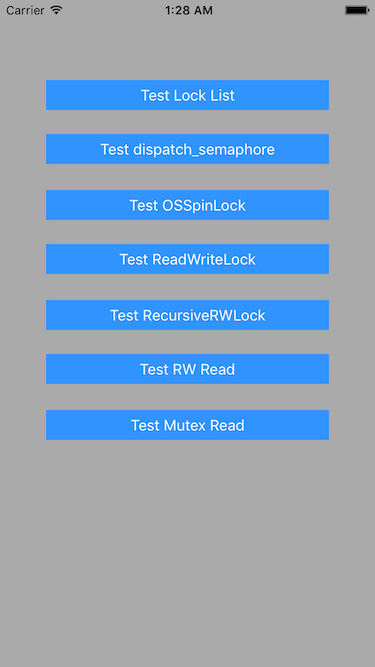 Carrier 1:28 AM
Test Lock List
Test dispatch_semaphore
Test OSSpinLock
Test ReadWriteLock
Test RecursiveRWLock
Test RW Read
Test Mutex Read